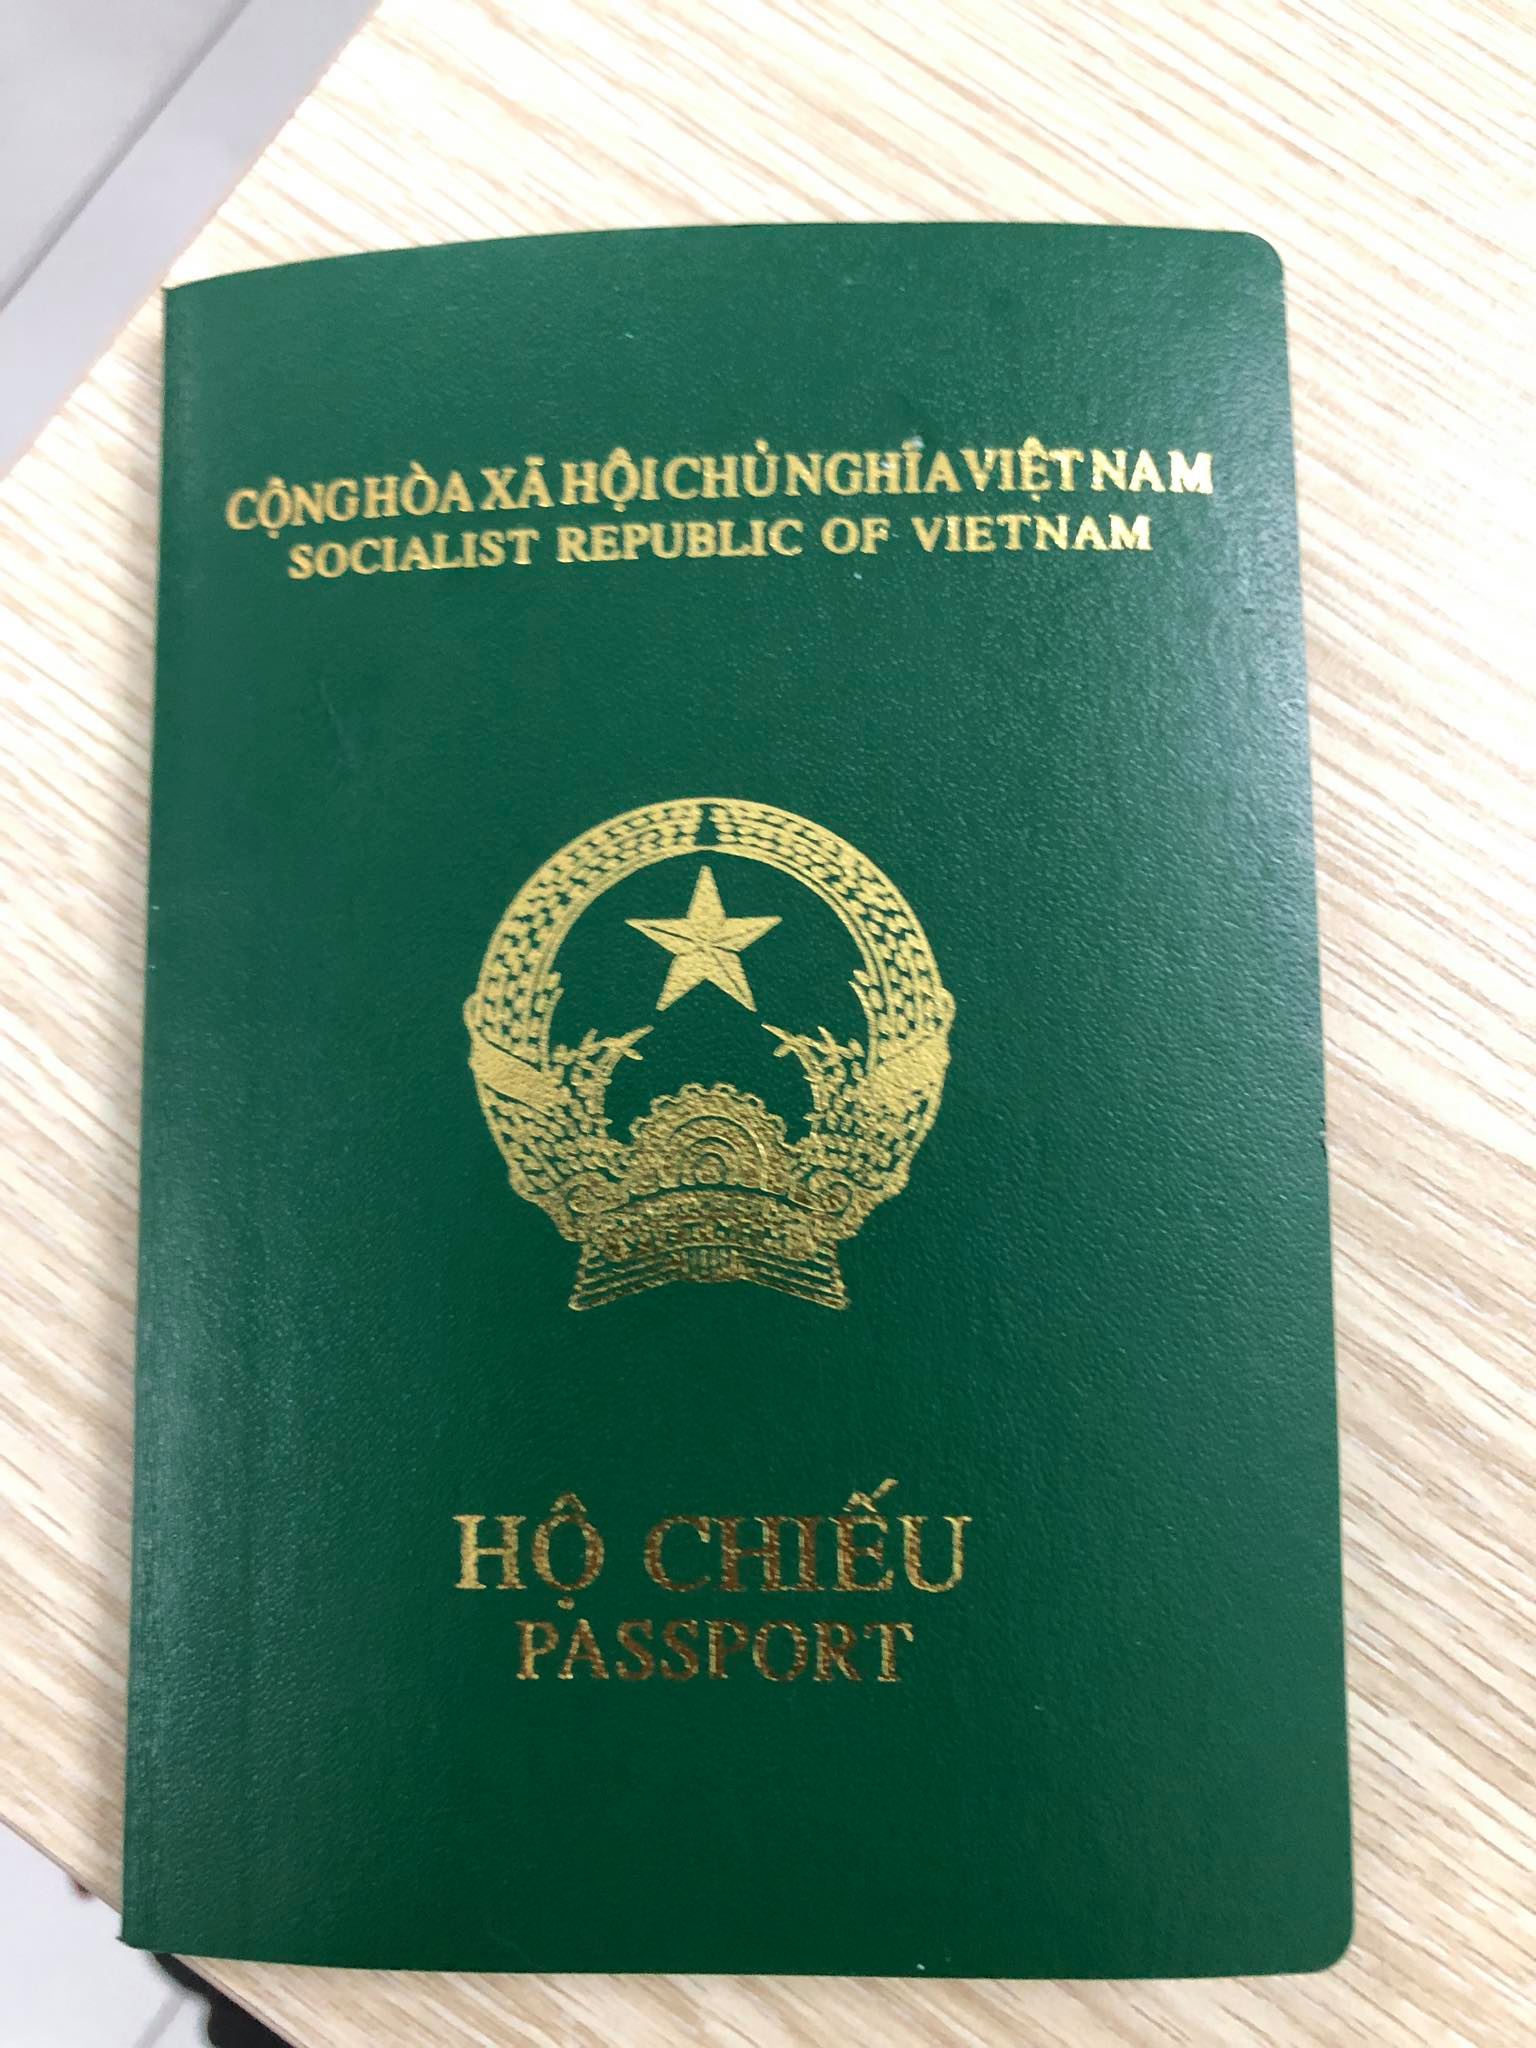 CỘNG HÒA XÃ HỘI CHỦ NGHĨA VIỆT NAM
SOCIALIST REPUBLIC OF VIETNAM
HỘ CHIẾU
PASSPORT